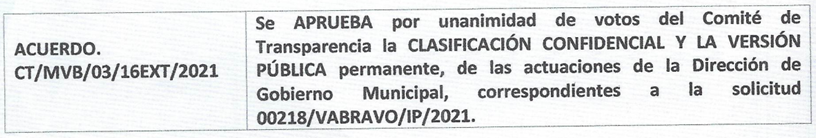 ACUERDO.
CT/MVB/03/16EXT/2021
Se APRUEBA por unanimidad de votos del Comité de
Transparencia la CLASIFICACIÓN CONFIDENCIAL Y LA VERSIÓN
PÚBLICA permanente, de las actuaciones de la Dirección de
Gobierno Municipal, correspondientes a la solicitud
00218/VABRAVO/IP/2021.